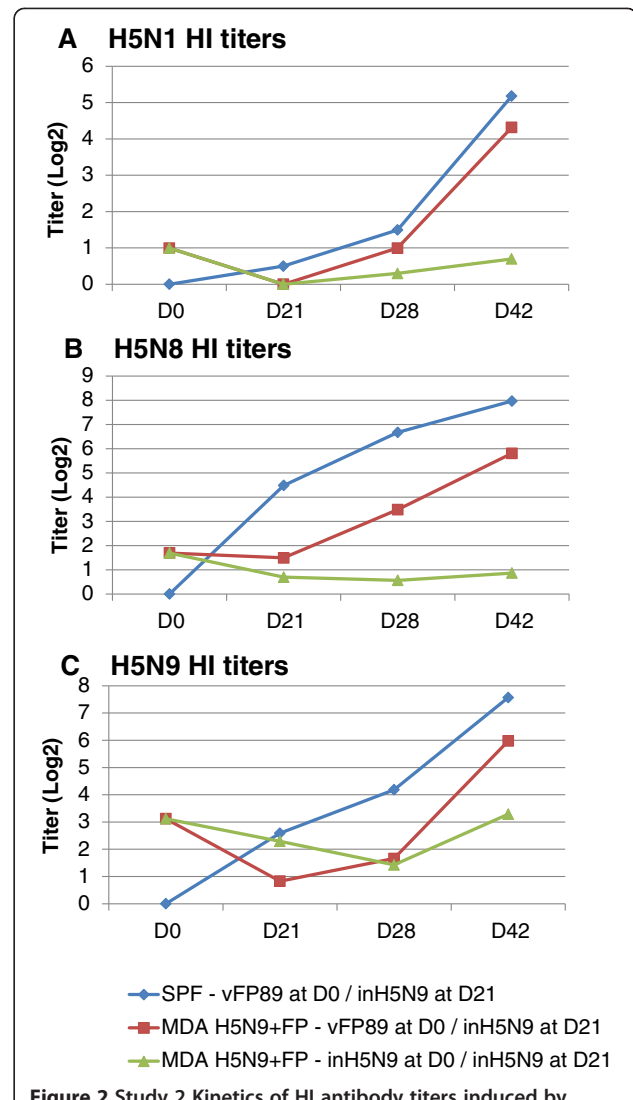 A H5N1 HI titers
Titer (Log2)
6
5
4
3
2
1
0
D0 D21 D28 D42
B H5N8 HI titers
Titer (Log2)
9
8
7
6
5
4
3
2
1
0
D0 D21 D28 D42
C H5N9 HI titers
Titer (Log2)
8
7
6
5
4
3
2
1
0
D0 D21 D28 D42
SPF - vFP89 at D0 / inH5N9 at D21
MDA H5N9+FP - vFP89 at D0 / inH5N9 at D21
MDA H5N9+FP - inH5N9 at D0 / inH5N9 at D21
Figure 2 Study 2 Kinetics of HI antibody titers induced by